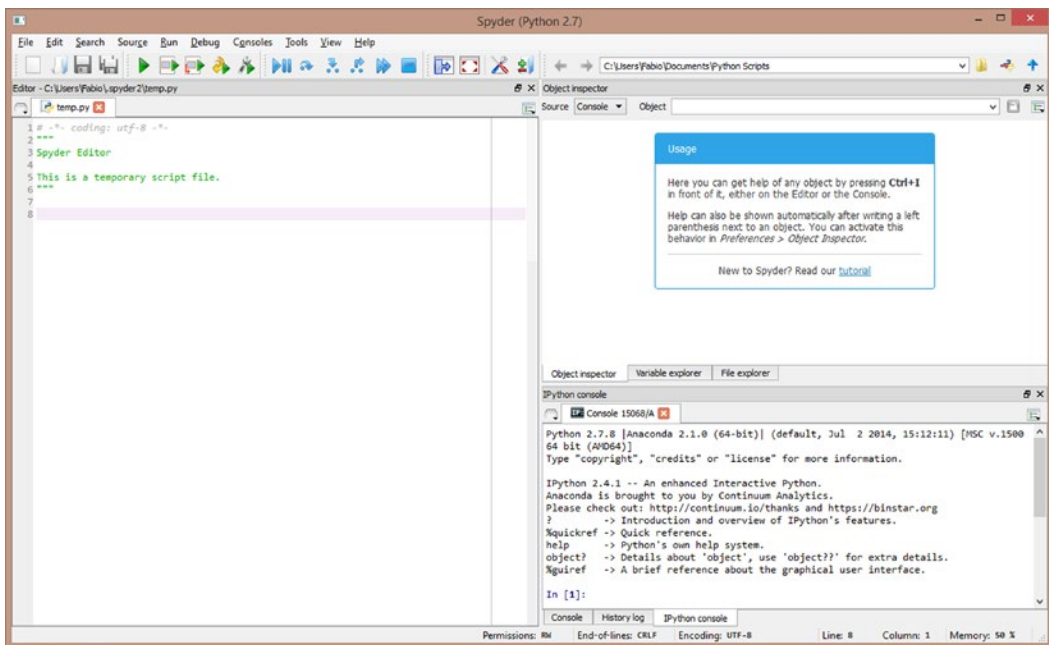 Spyder (Python 2.7)
File Edit Search Source Run Debug Consoles Tools View Help
C:\Users\Fabio\Documents\Python Scripts
Editor - C:\Users\Fabio\.spyder2\temp.py
temp.py
1 # -*- coding: utf-8 -*-
2 """
3 Spyder Editor
4
5 This is a temporary script file.
6 """
7
8
Object inspector
Source Console Object
Usage
Here you can get help of any object by pressing Ctrl+I
in front of it, either on the Editor or the Console.
Help can also be shown automatically after writing a left
parenthesis next to an object. You can activate this
behavior in Preferences > Object Inspector.
New to Spyder? Read our tutorial
Object inspector Variable explorer File explorer
IPython console
Console 15068/A
Python 2.7.8 |Anaconda 2.1.0 (64-bit)| (default, Jul  2 2014, 15:12:11) [MSC v.1500
64 bit (AMD64)]
Type "copyright", "credits" or "license" for more information.
IPython 2.4.1 -- An enhanced Interactive Python.
Anaconda is brought to you by Continuum Analytics.
Please check out: http://continuum.io/thanks and https://binstar.org
?         -> Introduction and overview of IPython's features.
%quickref -> Quick reference.
help      -> Python's own help system.
object?   -> Details about 'object', use 'object??' for extra details.
%guiref   -> A brief reference about the graphical user interface.
In [1]:
Console History log IPython console
Permissions: RW End-of-lines: CRLF Encoding: UTF-8 Line: 8 Column: 1 Memory: 50 %